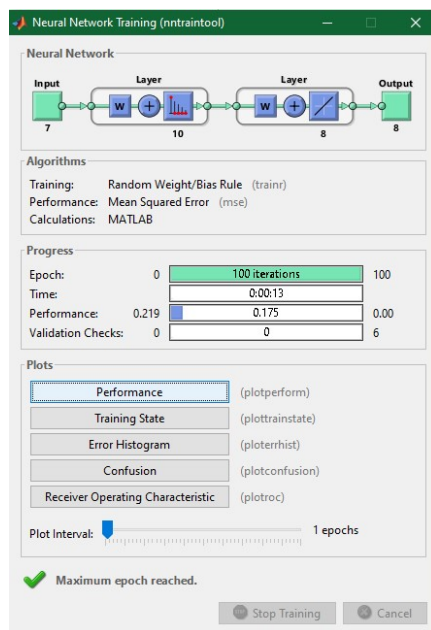 Neural Network Training (nntraintool)
Neural Network
Input Layer Layer Output
W + W +
7 10 8 8
Algorithms
Training: Random Weight/Bias Rule (trainr)
Performance: Mean Squared Error (mse)
Calculations: MATLAB
Progress
Epoch: 0 100 iterations 100
Time: 0:00:13
Performance: 0.219 0.175 0.00
Validation Checks: 0 0 6
Plots
Performance (plotperform)
Training State (plottrainstate)
Error Histogram (ploterrhist)
Confusion (plotconfusion)
Receiver Operating Characteristic (plotroc)
Plot Interval: 1 epochs
Maximum epoch reached.
Stop Training Cancel